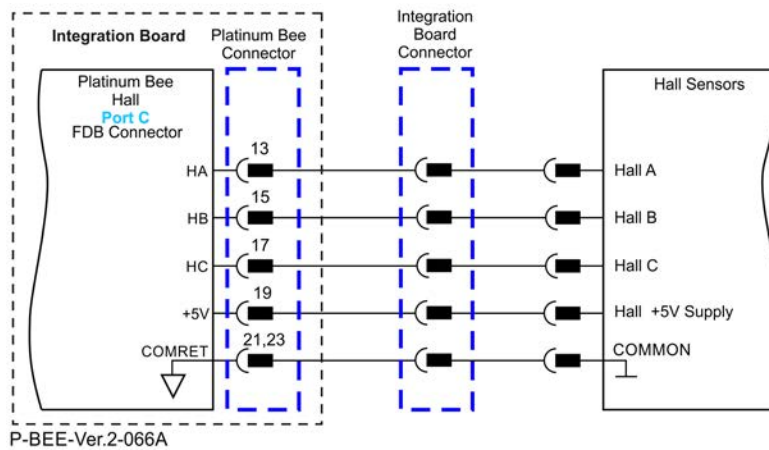 Integration Board
Platinum Bee
Connector
Integration
Board
Connector
Platinum Bee
Hall
Port C
FDB Connector
Hall Sensors
HA
13
Hall A
HB
15
Hall B
HC
17
Hall C
+5V
19
Hall +5V Supply
COMRET
21,23
COMMON
P-BEE-Ver.2-066A